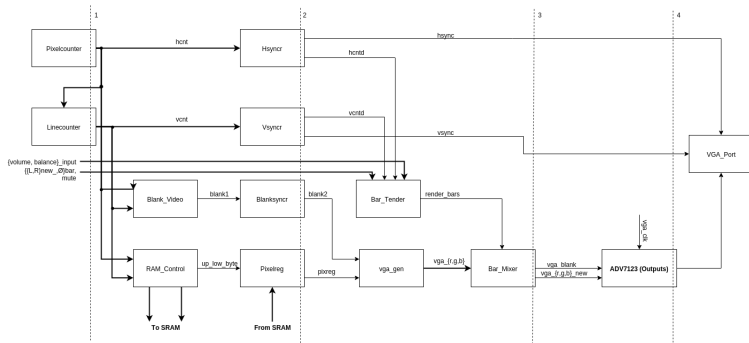 1
2
3
4
Pixelcounter
hcnt
Hsyncr
hsync
hcntd
Linecounter
vcnt
Vsyncr
vcntd
vsync
VGA_Port
{volume, balance}_input
{{L,R}new_,Ø}bar,
mute
Blank_Video
blank1
Blanksyncr
blank2
Bar_Tender
render_bars
vga_clk
RAM_Control
up_low_byte
Pixelreg
pixreg
vga_gen
vga_{r,g,b}
Bar_Mixer
vga_blank
vga_{r,g,b}_new
ADV7123 (Outputs)
To SRAM
From SRAM